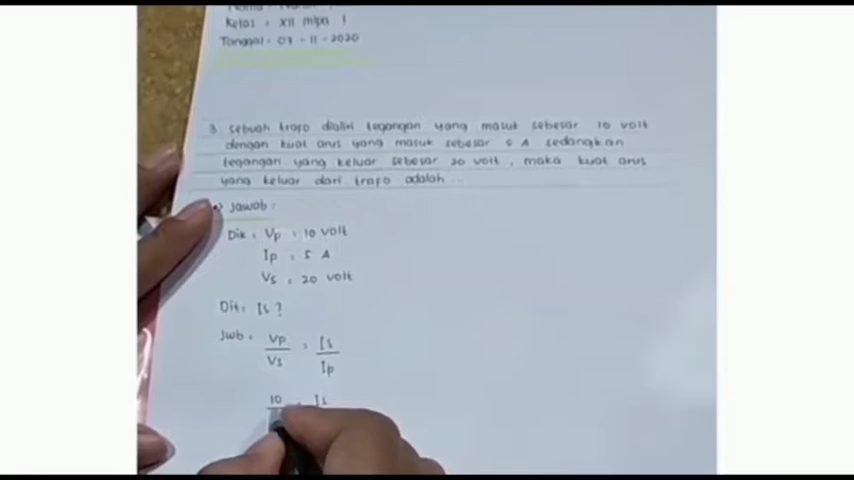 Kelas : XII mipa 1
Tanggal : 07 - 11 - 2020
3. sebuah trafo dialiri tegangan yang masuk sebesar 10 volt
dengan kuat arus yang masuk sebesar 5 A sedangkan
tegangan yang keluar sebesar 20 volt, maka kuat arus
yang keluar dari trafo adalah ...
Jawab :
Dik : Vp : 10 volt
Ip : 5 A
Vs : 20 volt
Dit : Is ?
Jwb : Vp/Vs = Is/Ip
10 = Is